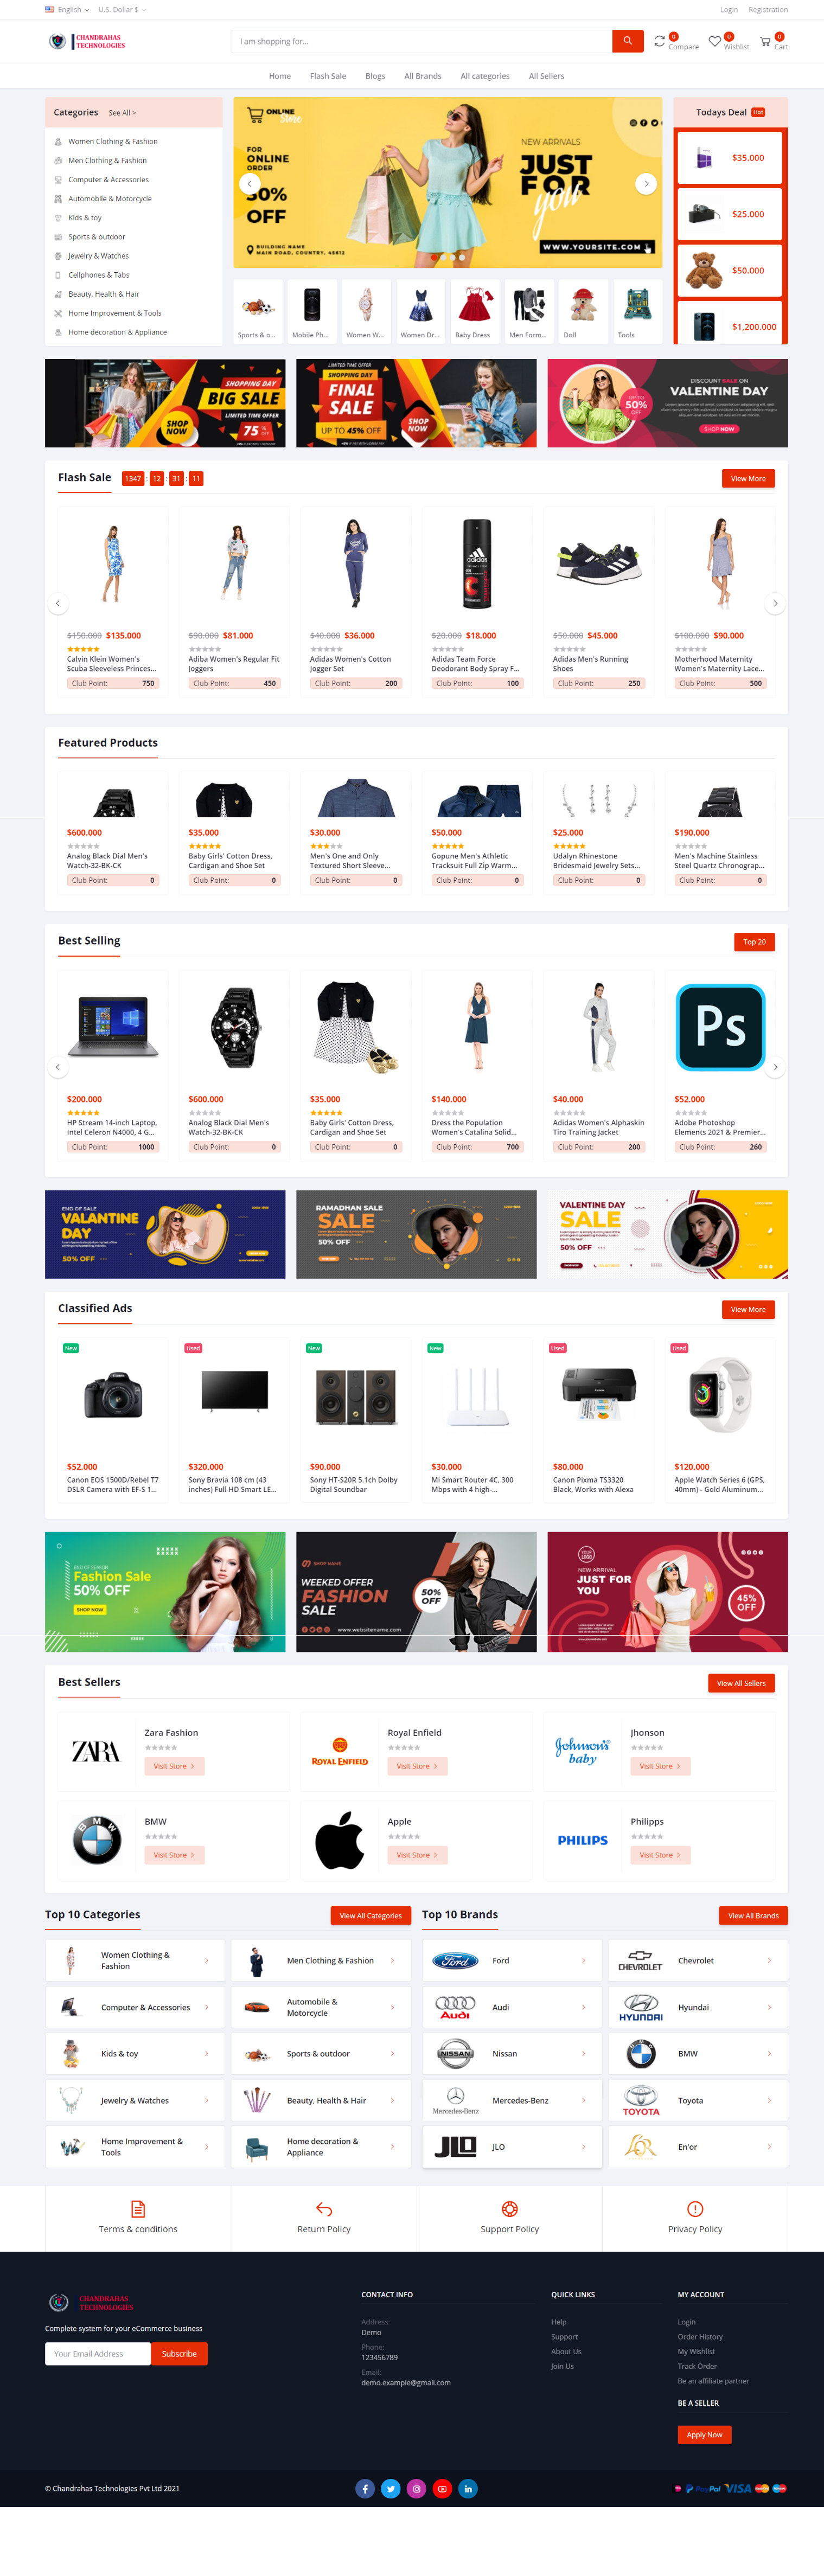 English
U.S. Dollar $
Login
Registration
CHANDRAHAS
TECHNOLOGIES
I am shopping for...
0
Compare
0
Wishlist
0
Cart
Home
Flash Sale
Blogs
All Brands
All categories
All Sellers
Categories
See All >
Women Clothing & Fashion
Men Clothing & Fashion
Computer & Accessories
Automobile & Motorcycle
Kids & toy
Sports & outdoor
Jewelry & Watches
Cellphones & Tabs
Beauty, Health & Hair
Home Improvement & Tools
Home decoration & Appliance
ONLINE
Store
FOR
ONLINE
ORDER
OFF
BUILDING NAME
MAIN ROAD, COUNTRY, 45612
NEW ARRIVALS
JUST
FOR
you
WWW.YOURSITE.COM
Todays Deal
Hot
$35.000
$25.000
$50.000
$1,200.000
Sports & o...
Mobile Ph...
Women W...
Women Dr...
Baby Dress
Men Form...
Doll
Tools
SHOPPING DAY
BIG SALE
LIMITED TIME OFFER
SHOP
NOW
75%
OFF
LIMITED TIME OFFER
SHOPPING DAY
FINAL
SALE
UP TO 45% OFF
SHOP
NOW
UP TO
50%
OFF
DISCOUNT SALE ON
VALENTINE DAY
SHOP NOW
Flash Sale
1347 : 12 : 31 : 11
View More
$150.000 $135.000
Calvin Klein Women's
Scuba Sleeveless Princes...
Club Point: 750
$90.000 $81.000
Adiba Women's Regular Fit
Joggers
Club Point: 450
$40.000 $36.000
Adidas Women's Cotton
Jogger Set
Club Point: 200
adidas
$20.000 $18.000
Adidas Team Force
Deodorant Body Spray F...
Club Point: 100
$50.000 $45.000
Adidas Men's Running
Shoes
Club Point: 250
$100.000 $90.000
Motherhood Maternity
Women's Maternity Lace...
Club Point: 500
Featured Products
$600.000
Analog Black Dial Men's
Watch-32-BK-CK
Club Point: 0
$35.000
Baby Girls' Cotton Dress,
Cardigan and Shoe Set
Club Point: 0
$30.000
Men's One and Only
Textured Short Sleeve...
Club Point: 0
$50.000
Gopune Men's Athletic
Tracksuit Full Zip Warm...
Club Point: 0
$25.000
Udalyn Rhinestone
Bridesmaid Jewelry Sets...
Club Point: 0
$190.000
Men's Machine Stainless
Steel Quartz Chronograp...
Club Point: 0
Best Selling
Top 20
$200.000
HP Stream 14-inch Laptop,
Intel Celeron N4000, 4 G...
Club Point: 1000
$600.000
Analog Black Dial Men's
Watch-32-BK-CK
Club Point: 0
$35.000
Baby Girls' Cotton Dress,
Cardigan and Shoe Set
Club Point: 0
$140.000
Dress the Population
Women's Catalina Solid...
Club Point: 700
$40.000
Adidas Women's Alphaskin
Tiro Training Jacket
Club Point: 200
Ps
$52.000
Adobe Photoshop
Elements 2021 & Premier...
Club Point: 260
END OF SALE
VALANTINE
DAY
50% OFF
RAMADHAN SALE
SALE
50% OFF
VALENTINE DAY
SALE
50% OFF
Classified Ads
View More
New
$52.000
Canon EOS 1500D/Rebel T7
DSLR Camera with EF-S 1...
Used
$320.000
Sony Bravia 108 cm (43
inches) Full HD Smart LE...
New
$90.000
Sony HT-S20R 5.1ch Dolby
Digital Soundbar
New
$30.000
Mi Smart Router 4C, 300
Mbps with 4 high-...
Used
$80.000
Canon Pixma TS3320
Black, Works with Alexa
Used
$120.000
Apple Watch Series 6 (GPS,
40mm) - Gold Aluminum...
END OF SEASON
Fashion Sale
50% OFF
SHOP NOW
SHOP NAME
WEEKED OFFER
FASHION
SALE
www.websitename.com
50%
OFF
YOUR
LOGO
NEW ARRIVAL
JUST FOR
YOU
45%
OFF
Best Sellers
View All Sellers
ZARA
Zara Fashion
Visit Store >
ROYAL ENFIELD
Royal Enfield
Visit Store >
Johnson's
baby
Jhonson
Visit Store >
BMW
BMW
Visit Store >
Apple
Visit Store >
PHILIPS
Philipps
Visit Store >
Top 10 Categories
View All Categories
Women Clothing &
Fashion
Men Clothing & Fashion
Computer & Accessories
Automobile &
Motorcycle
Kids & toy
Sports & outdoor
Jewelry & Watches
Beauty, Health & Hair
Home Improvement &
Tools
Home decoration &
Appliance
Top 10 Brands
View All Brands
Ford
Ford
CHEVROLET
Chevrolet
Audi
Audi
HYUNDAI
Hyundai
NISSAN
Nissan
BMW
Mercedes-Benz
Mercedes-Benz
TOYOTA
Toyota
JLO
JLO
En'or
Terms & conditions
Return Policy
Support Policy
Privacy Policy
CHANDRAHAS
TECHNOLOGIES
Complete system for your eCommerce business
Your Email Address
Subscribe
CONTACT INFO
Address:
Demo
Phone:
123456789
Email:
demo.example@gmail.com
QUICK LINKS
Help
Support
About Us
Join Us
MY ACCOUNT
Login
Order History
My Wishlist
Track Order
Be an affiliate partner
BE A SELLER
Apply Now
© Chandrahas Technologies Pvt Ltd 2021
PayPal
VISA